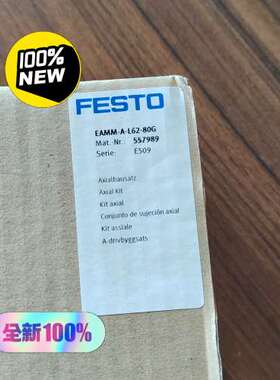 100%
NEW
FESTO
EAMM-A-L62-80G
Mat.-Nr. 557989
Serie: E509
Axialbausatz
Axial Kit
Kit axial
Conjunto de sujeción axial
Kit assiale
A-drivbyggsats
全新100%